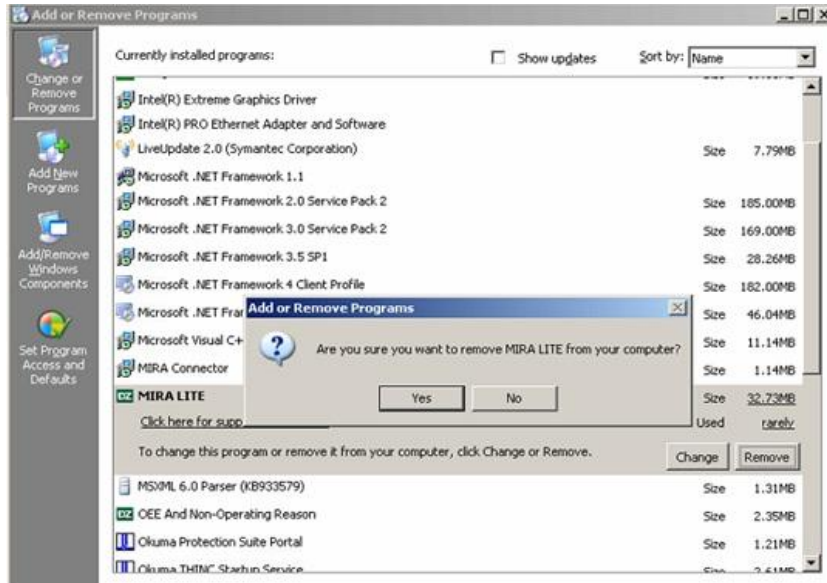 Add or Remove Programs
Change or
Remove
Programs
Add New
Programs
Add/Remove
Windows
Components
Set Program
Access and
Defaults
Currently installed programs:
Show updates
Sort by: Name
Intel(R) Extreme Graphics Driver
Intel(R) PRO Ethernet Adapter and Software
LiveUpdate 2.0 (Symantec Corporation) Size 7.79MB
Microsoft .NET Framework 1.1
Microsoft .NET Framework 2.0 Service Pack 2 Size 185.00MB
Microsoft .NET Framework 3.0 Service Pack 2 Size 169.00MB
Microsoft .NET Framework 3.5 SP1 Size 28.26MB
Microsoft .NET Framework 4 Client Profile Size 182.00MB
Microsoft .NET Fra Size 46.04MB
Microsoft Visual C+ Size 11.14MB
MIRA Connector Size 1.14MB
Add or Remove Programs
Are you sure you want to remove MIRA LITE from your computer?
Yes No
MIRA LITE Size 32.73MB
Click here for supp Used rarely
To change this program or remove it from your computer, click Change or Remove.
Change Remove
MSXML 6.0 Parser (KB933579) Size 1.31MB
OEE And Non-Operating Reason Size 2.35MB
Okuma Protection Suite Portal Size 1.21MB
Okuma THINC Startup Service Size 2.61MB